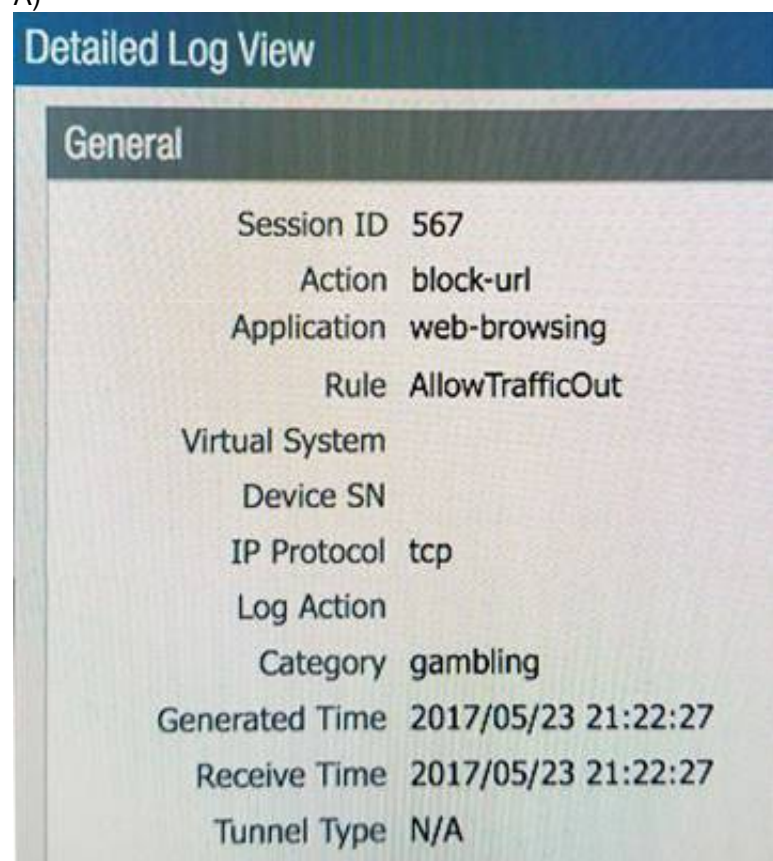 A)
Detailed Log View
General
Session ID 567
Action block-url
Application web-browsing
Rule AllowTrafficOut
Virtual System
Device SN
IP Protocol tcp
Log Action
Category gambling
Generated Time 2017/05/23 21:22:27
Receive Time 2017/05/23 21:22:27
Tunnel Type N/A